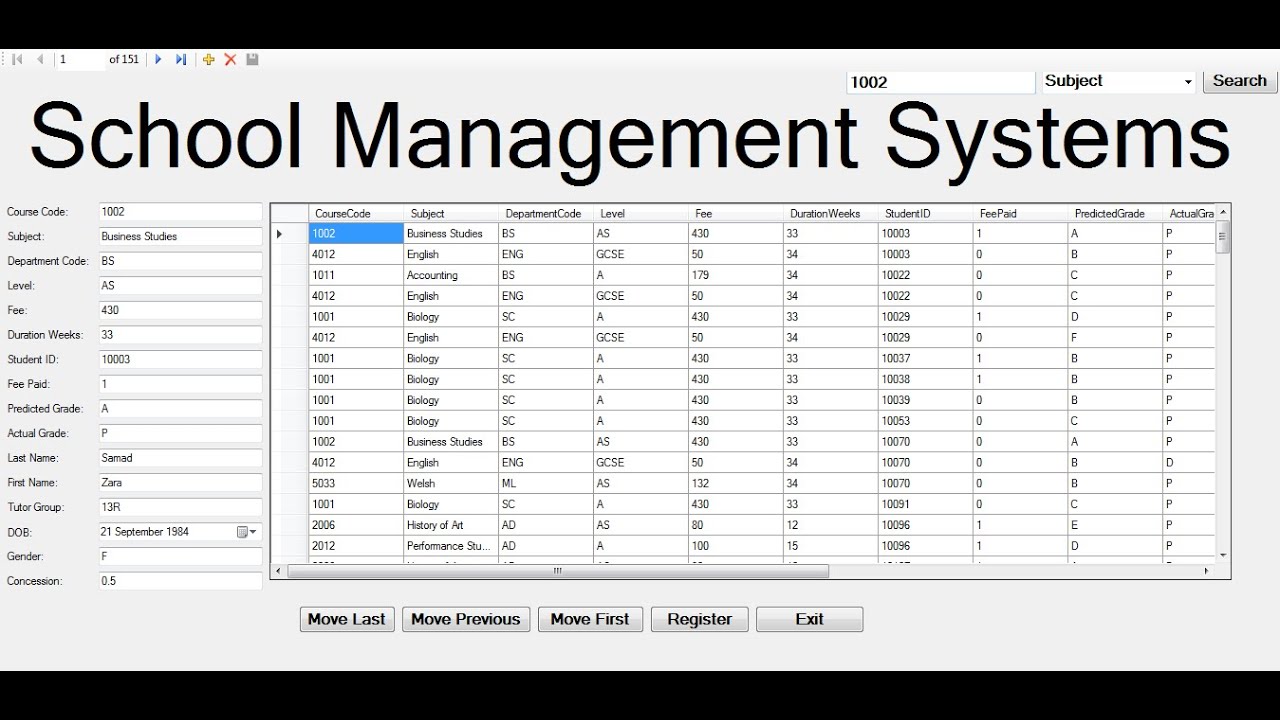 1 of 151
1002 Subject Search
School Management Systems
Course Code: 1002
Subject: Business Studies
Department Code: BS
Level: AS
Fee: 430
Duration Weeks: 33
Student ID: 10003
Fee Paid: 1
Predicted Grade: A
Actual Grade: P
Last Name: Samad
First Name: Zara
Tutor Group: 13R
DOB: 21 September 1984
Gender: F
Concession: 0.5
CourseCode Subject DepartmentCode Level Fee DurationWeeks StudentID FeePaid PredictedGrade ActualGra
1002 Business Studies BS AS 430 33 10003 1 A P
4012 English ENG GCSE 50 34 10003 0 B P
1011 Accounting BS A 179 34 10022 0 C P
4012 English ENG GCSE 50 34 10022 0 C P
1001 Biology SC A 430 33 10029 1 D P
4012 English ENG GCSE 50 34 10029 0 F P
1001 Biology SC A 430 33 10037 1 B P
1001 Biology SC A 430 33 10038 1 B P
1001 Biology SC A 430 33 10039 0 B P
1001 Biology SC A 430 33 10053 0 C P
1002 Business Studies BS AS 430 33 10070 0 A P
4012 English ENG GCSE 50 34 10070 0 B D
5033 Welsh ML AS 132 34 10070 0 B P
1001 Biology SC A 430 33 10091 0 C P
2006 History of Art AD AS 80 12 10096 1 E P
2012 Performance Stu... AD A 100 15 10096 1 D P
Move Last Move Previous Move First Register Exit